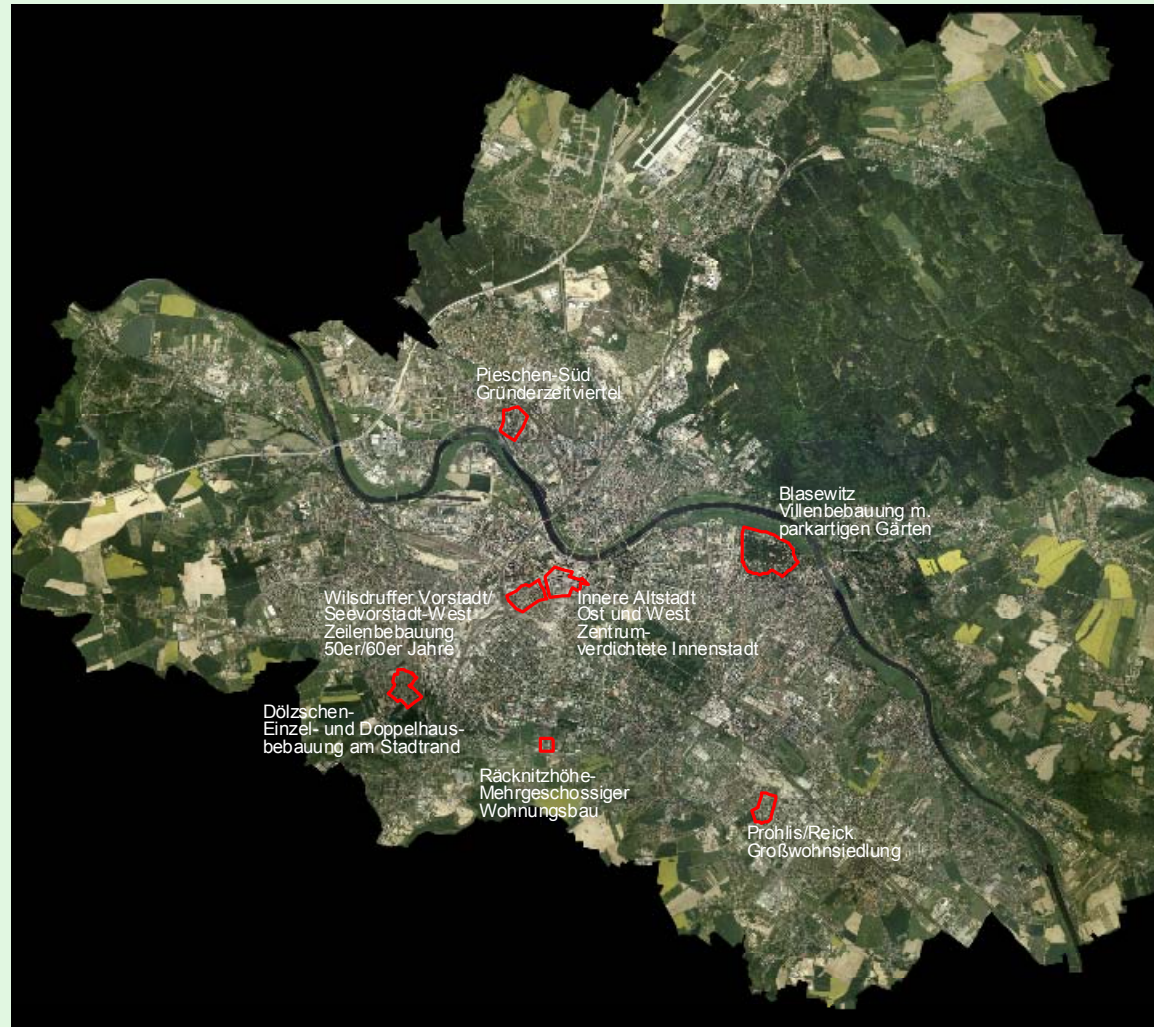 Pieschen-Süd
Gründerzeitviertel
Blasewitz
Villenbebauung m.
parkartigen Gärten
Wilsdruffer Vorstadt/
Seevorstadt-West
Zeilenbebauung
50er/60er Jahre
Innere Altstadt
Ost und West
Zentrum-
verdichtete Innenstadt
Dölzschen-
Einzel- und Doppelhaus-
bebauung am Stadtrand
Räcknitzhöhe-
Mehrgeschossiger
Wohnungsbau
Prohlis/Reick
Großwohnsiedlung